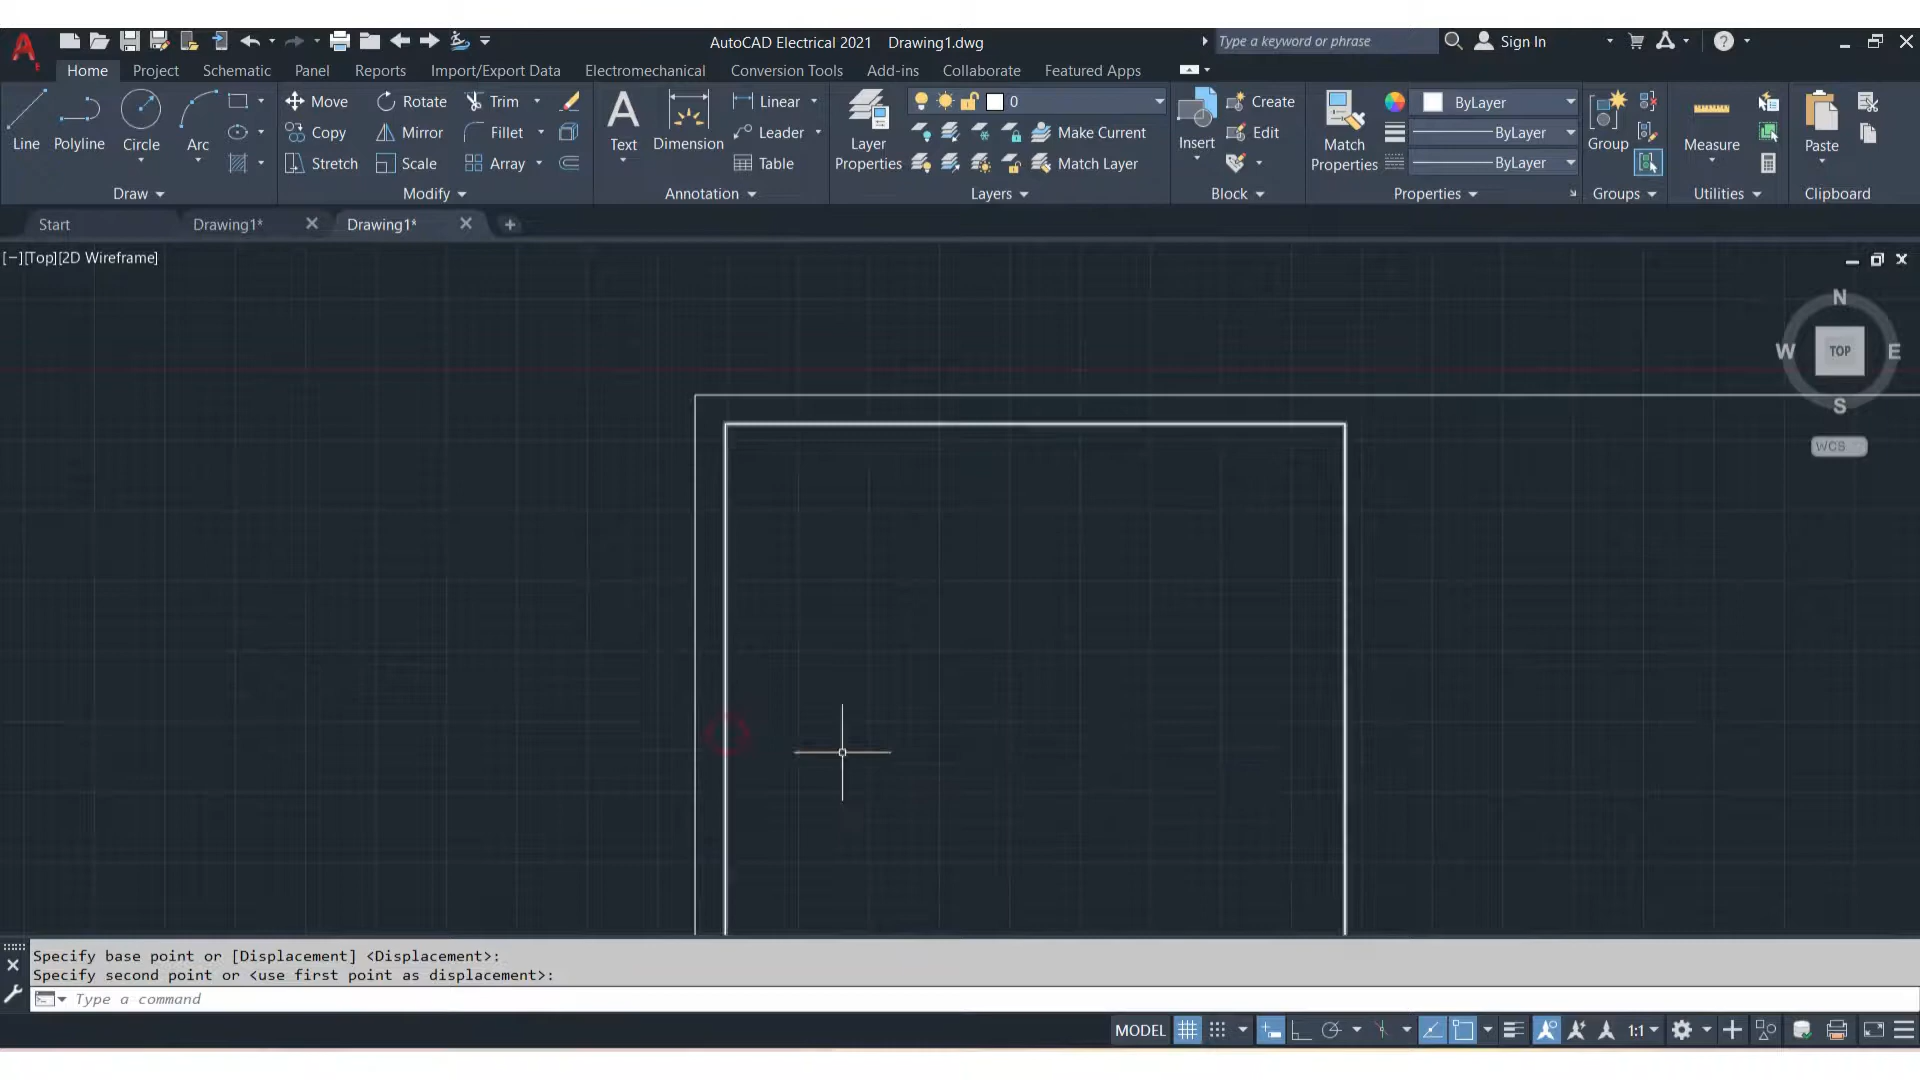 AutoCAD Electrical 2021 Drawing1.dwg
Type a keyword or phrase
Sign In
Home Project Schematic Panel Reports Import/Export Data Electromechanical Conversion Tools Add-ins Collaborate Featured Apps
Line Polyline Circle Arc
Draw
Move Rotate Trim
Copy Mirror Fillet
Stretch Scale Array
Modify
Text Dimension
Linear
Leader
Table
Annotation
Layer Properties
0
Make Current
Match Layer
Layers
Insert
Create
Edit
Block
Match Properties
ByLayer
ByLayer
ByLayer
Properties
Group
Groups
Measure
Utilities
Paste
Clipboard
Start Drawing1* Drawing1*
[−][Top][2D Wireframe]
N
W TOP E
S
WCS
Specify base point or [Displacement] <Displacement>:
Specify second point or <use first point as displacement>:
Type a command
MODEL 1:1